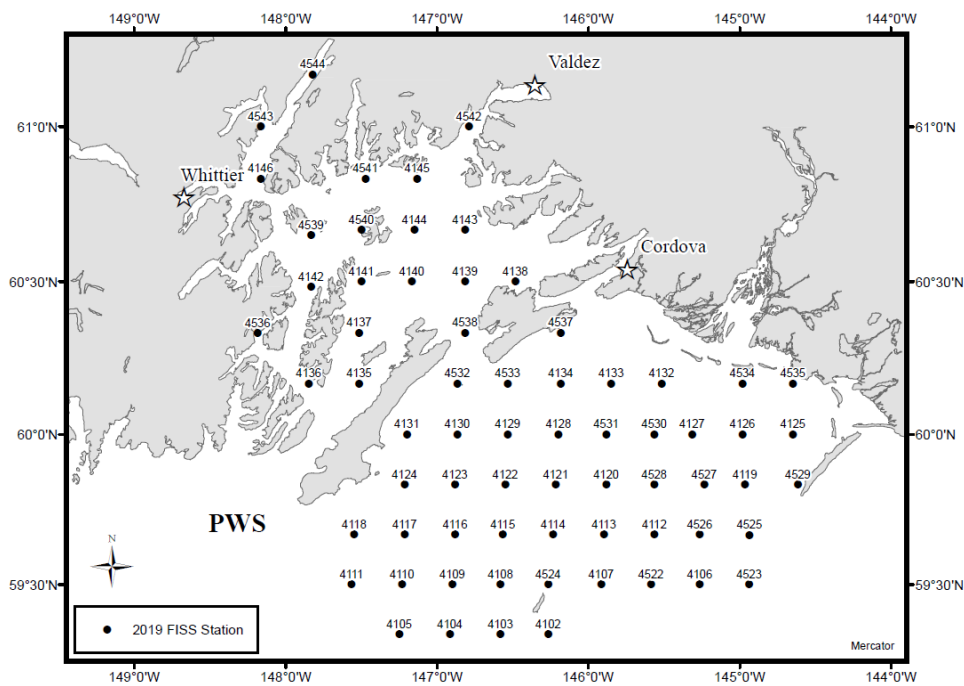 149°0'W 148°0'W 147°0'W 146°0'W 145°0'W 144°0'W
4544
Valdez
61°0'N 4543 4542 61°0'N
4146 4541 4145
Whittier
4539 4540 4144 4143
Cordova
60°30'N 4142 4141 4140 4139 4138 60°30'N
4536 4137 4538 4537
4136 4135 4532 4533 4134 4133 4132 4534 4535
60°0'N 4131 4130 4129 4128 4531 4530 4127 4126 4125 60°0'N
4124 4123 4122 4121 4120 4528 4527 4119 4529
PWS
4118 4117 4116 4115 4114 4113 4112 4526 4525
N
59°30'N 4111 4110 4109 4108 4524 4107 4522 4106 4523 59°30'N
4105 4104 4103 4102
2019 FISS Station
Mercator
149°0'W 148°0'W 147°0'W 146°0'W 145°0'W 144°0'W